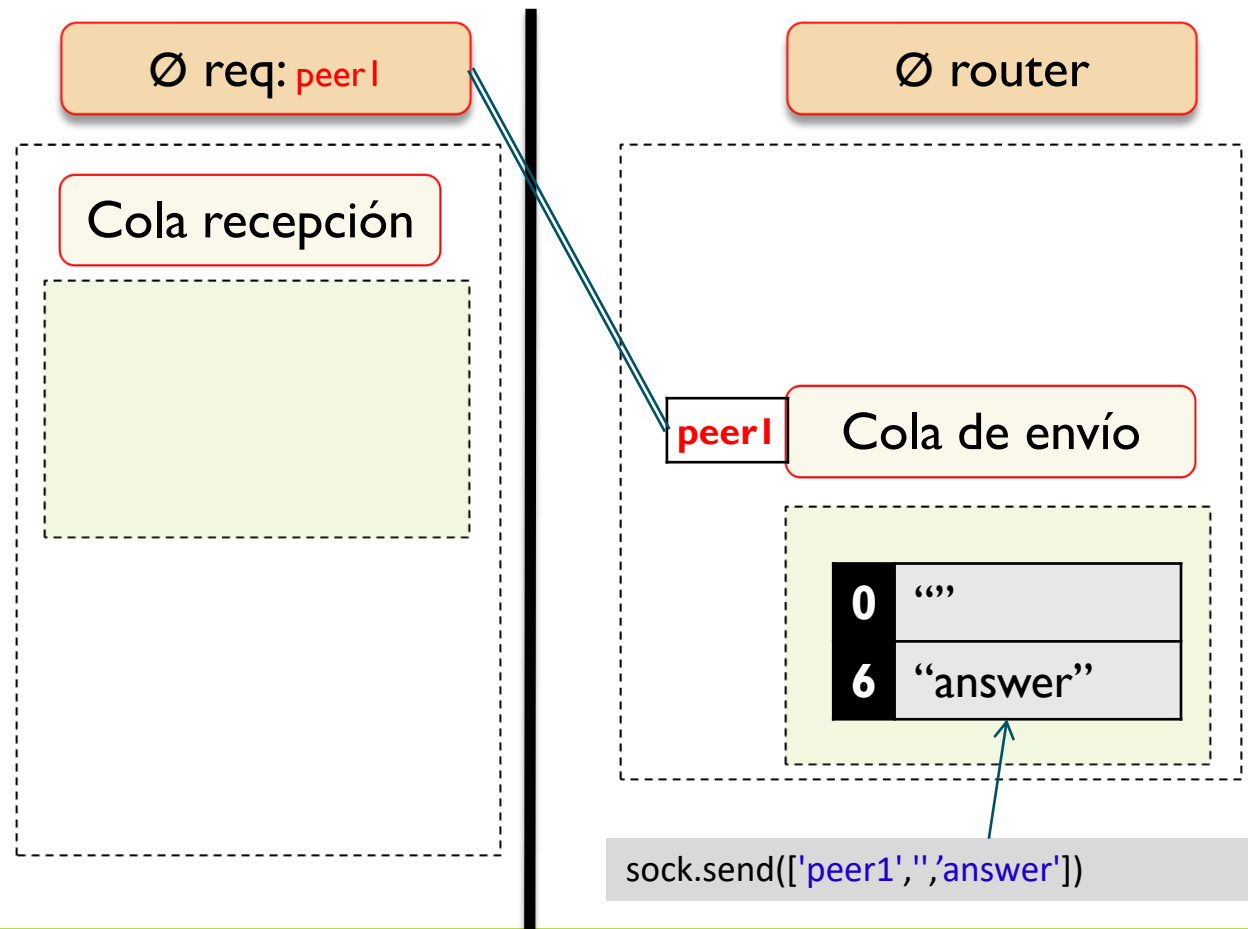 Ø req: peer1
Ø router
Cola recepción
peer1
Cola de envío
0 “”
6 “answer”
sock.send(['peer1','',’answer'])